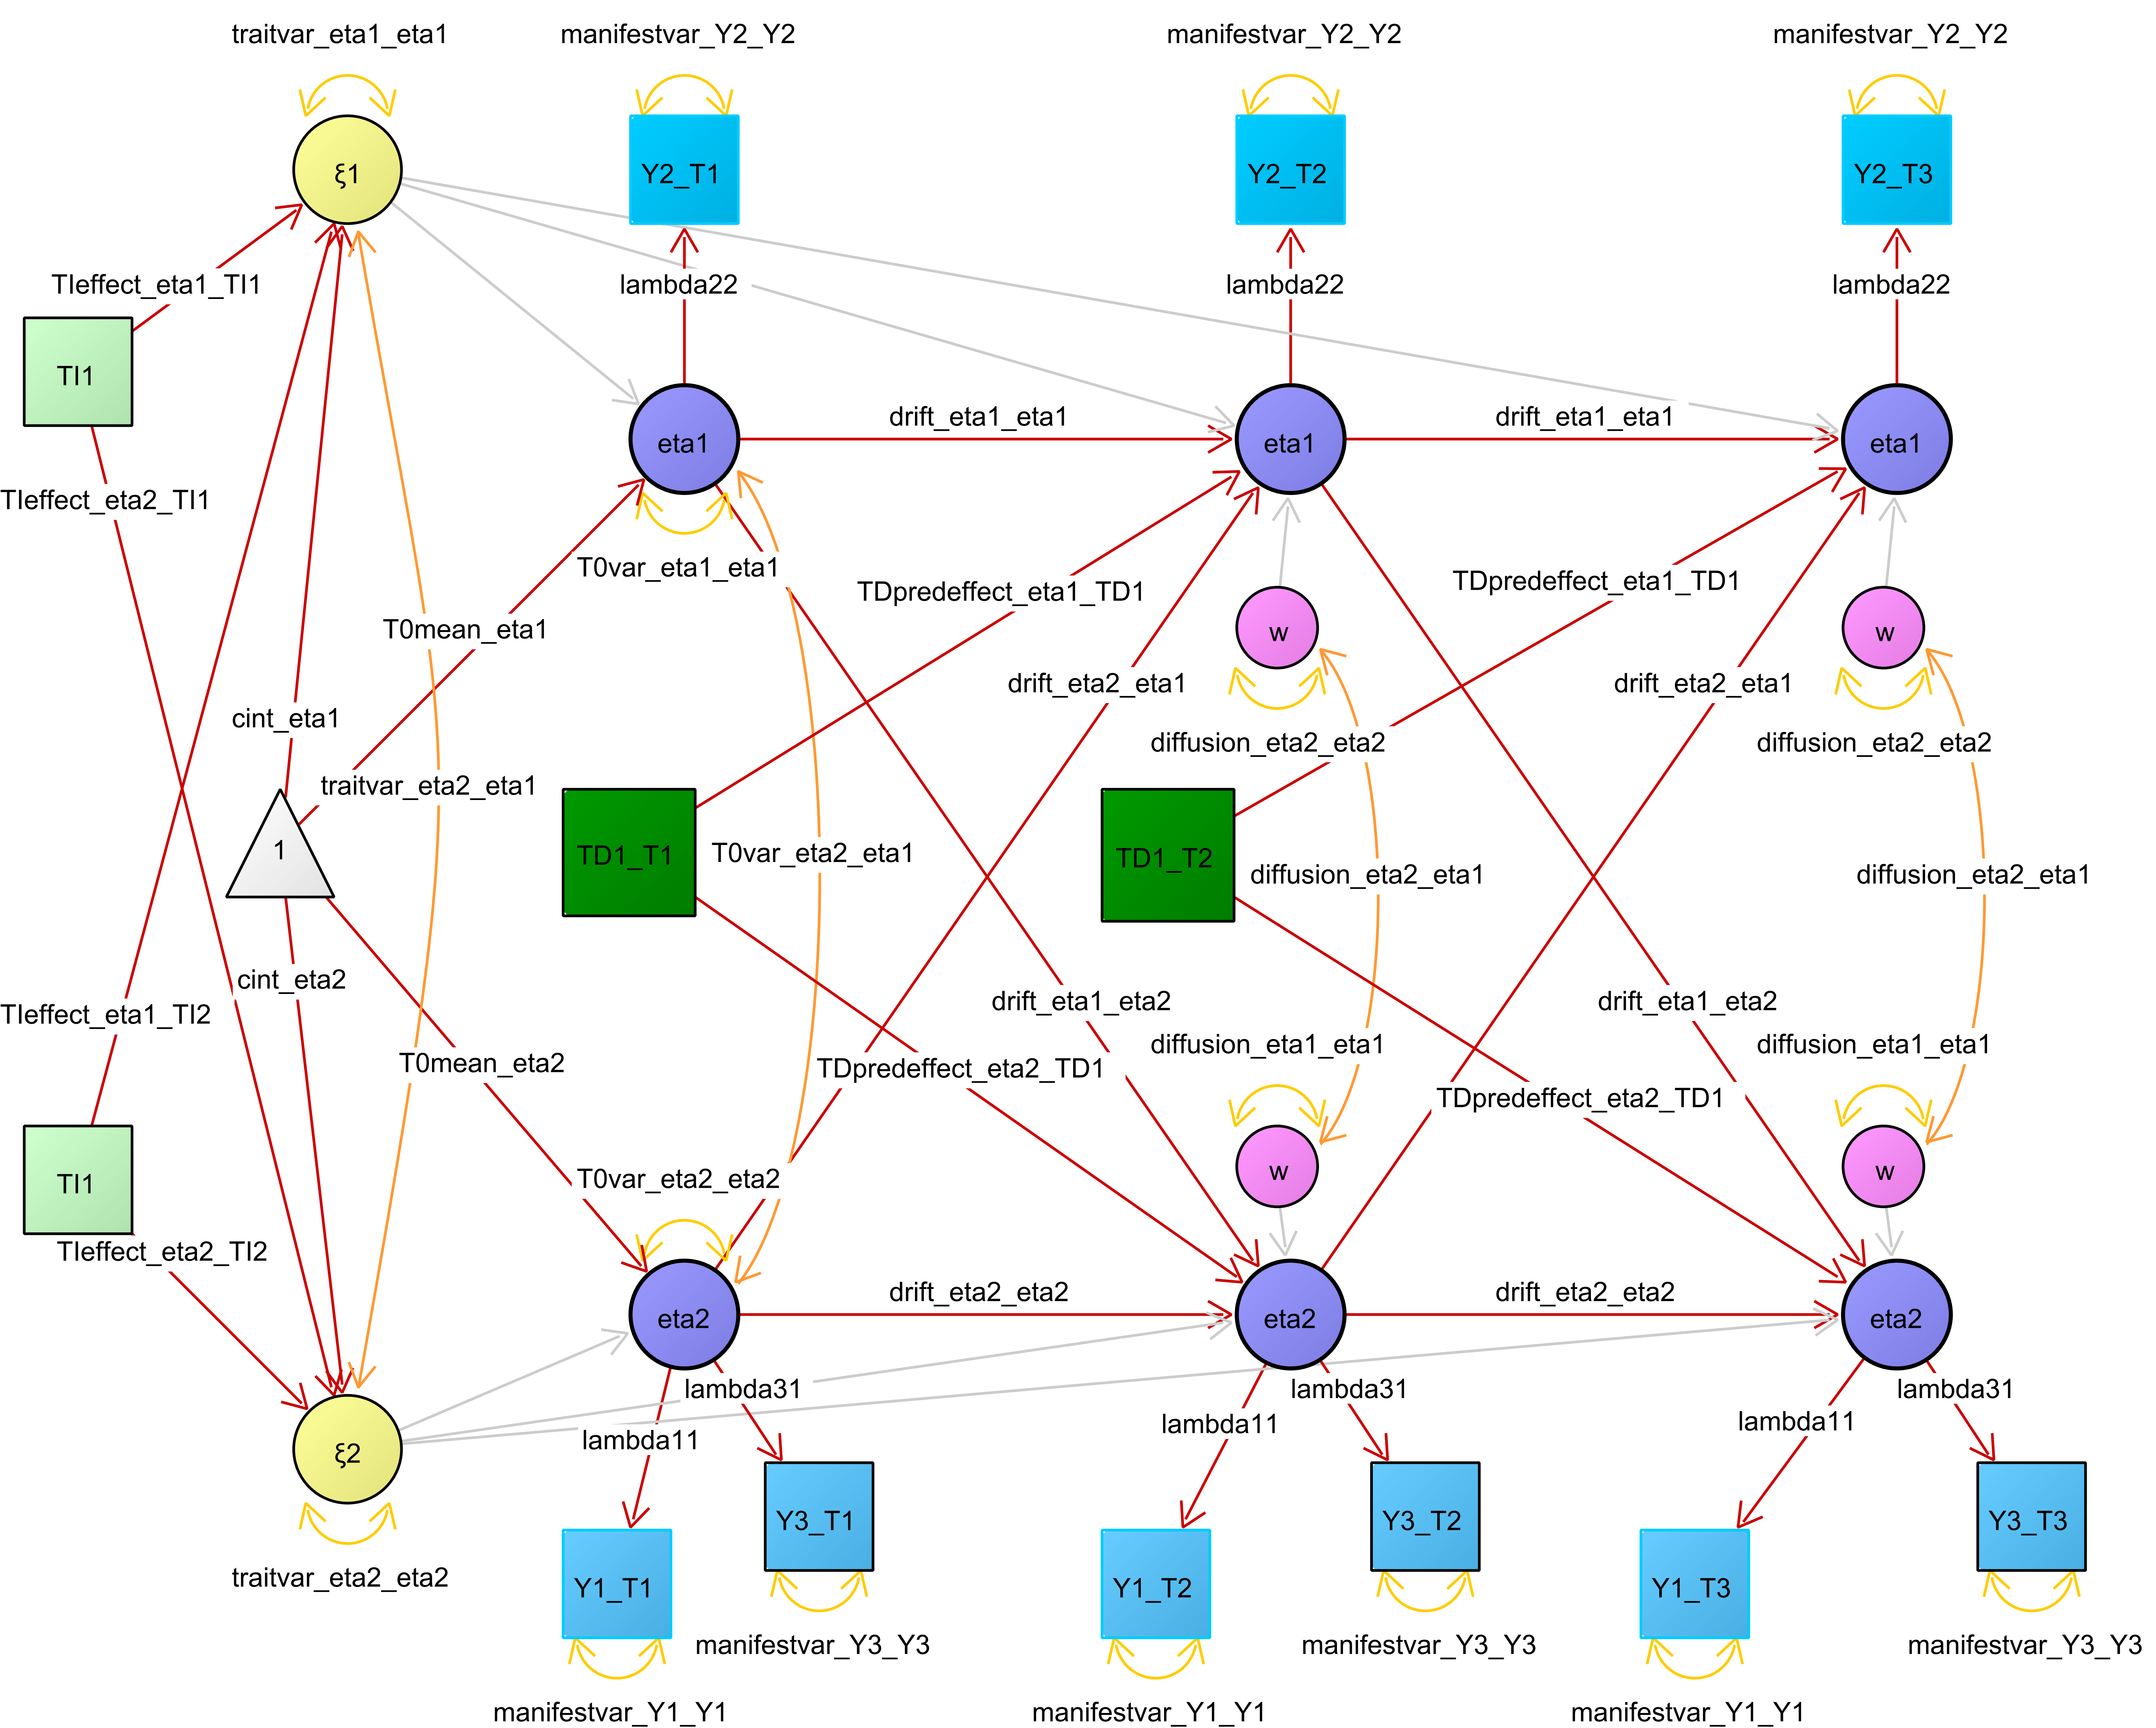 traitvar_eta1_eta1
manifestvar_Y2_Y2
manifestvar_Y2_Y2
manifestvar_Y2_Y2
ξ1
Y2_T1
Y2_T2
Y2_T3
TIeffect_eta1_TI1
lambda22
lambda22
lambda22
TI1
drift_eta1_eta1
drift_eta1_eta1
eta1
eta1
eta1
TIeffect_eta2_TI1
T0var_eta1_eta1
TDpredeffect_eta1_TD1
TDpredeffect_eta1_TD1
T0mean_eta1
w
w
drift_eta2_eta1
drift_eta2_eta1
cint_eta1
diffusion_eta2_eta2
diffusion_eta2_eta2
traitvar_eta2_eta1
1
TD1_T1
T0var_eta2_eta1
TD1_T2
diffusion_eta2_eta1
diffusion_eta2_eta1
cint_eta2
drift_eta1_eta2
drift_eta1_eta2
TIeffect_eta1_TI2
diffusion_eta1_eta1
diffusion_eta1_eta1
T0mean_eta2
TDpredeffect_eta2_TD1
TDpredeffect_eta2_TD1
TI1
T0var_eta2_eta2
w
w
TIeffect_eta2_TI2
drift_eta2_eta2
drift_eta2_eta2
eta2
eta2
eta2
lambda31
lambda31
lambda31
lambda11
lambda11
lambda11
ξ2
Y3_T1
Y3_T2
Y3_T3
traitvar_eta2_eta2
Y1_T1
Y1_T2
Y1_T3
manifestvar_Y3_Y3
manifestvar_Y3_Y3
manifestvar_Y3_Y3
manifestvar_Y1_Y1
manifestvar_Y1_Y1
manifestvar_Y1_Y1